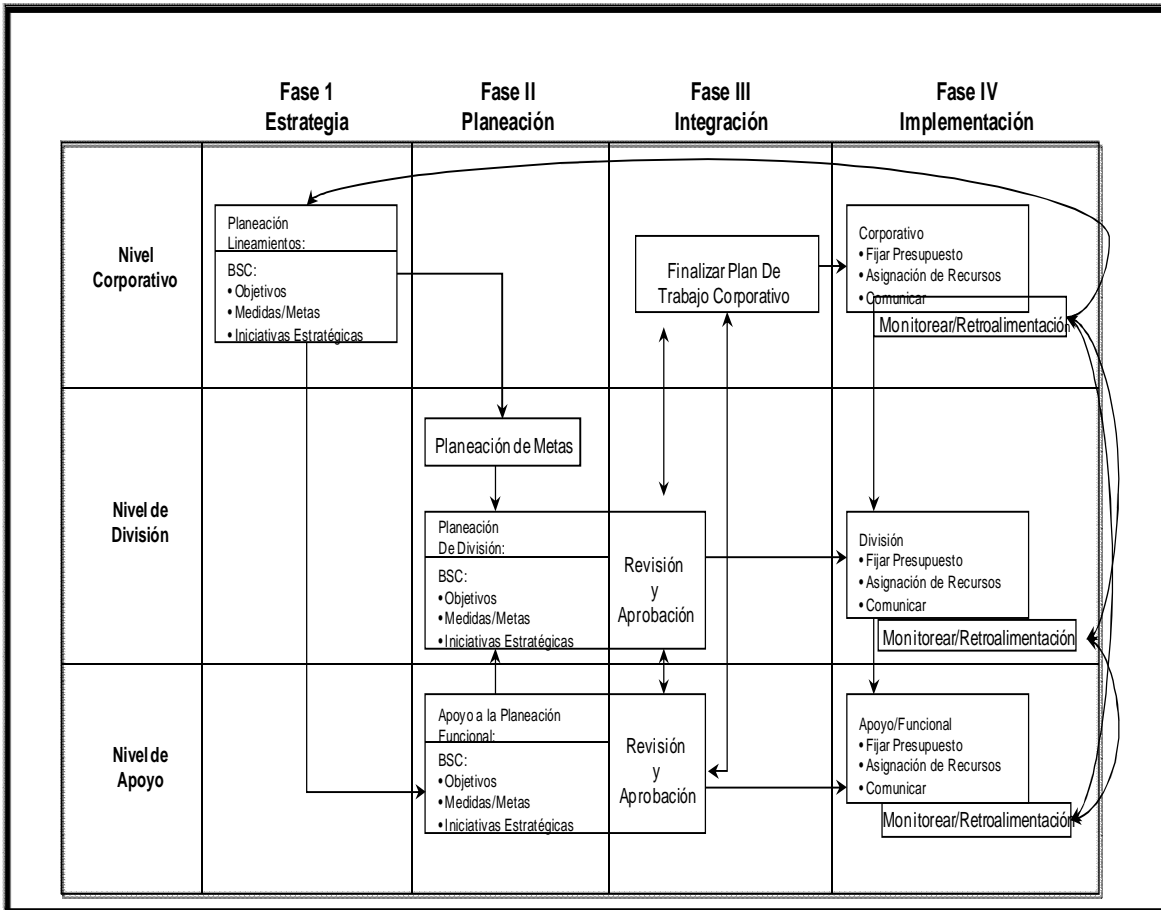 Fase 1
Estrategia
Fase II
Planeación
Fase III
Integración
Fase IV
Implementación
Nivel
Corporativo
Planeación
Lineamientos:
BSC:
• Objetivos
• Medidas/Metas
• Iniciativas Estratégicas
Finalizar Plan De
Trabajo Corporativo
Corporativo
• Fijar Presupuesto
• Asignación de Recursos
• Comunicar
Monitorear/Retroalimentación
Nivel de
División
Planeación de Metas
Planeación
De División:
BSC:
• Objetivos
• Medidas/Metas
• Iniciativas Estratégicas
Revisión
y
Aprobación
División
• Fijar Presupuesto
• Asignación de Recursos
• Comunicar
Monitorear/Retroalimentación
Nivel de
Apoyo
Apoyo a la Planeación
Funcional:
BSC:
• Objetivos
• Medidas/Metas
• Iniciativas Estratégicas
Revisión
y
Aprobación
Apoyo/Funcional
• Fijar Presupuesto
• Asignación de Recursos
• Comunicar
Monitorear/Retroalimentación